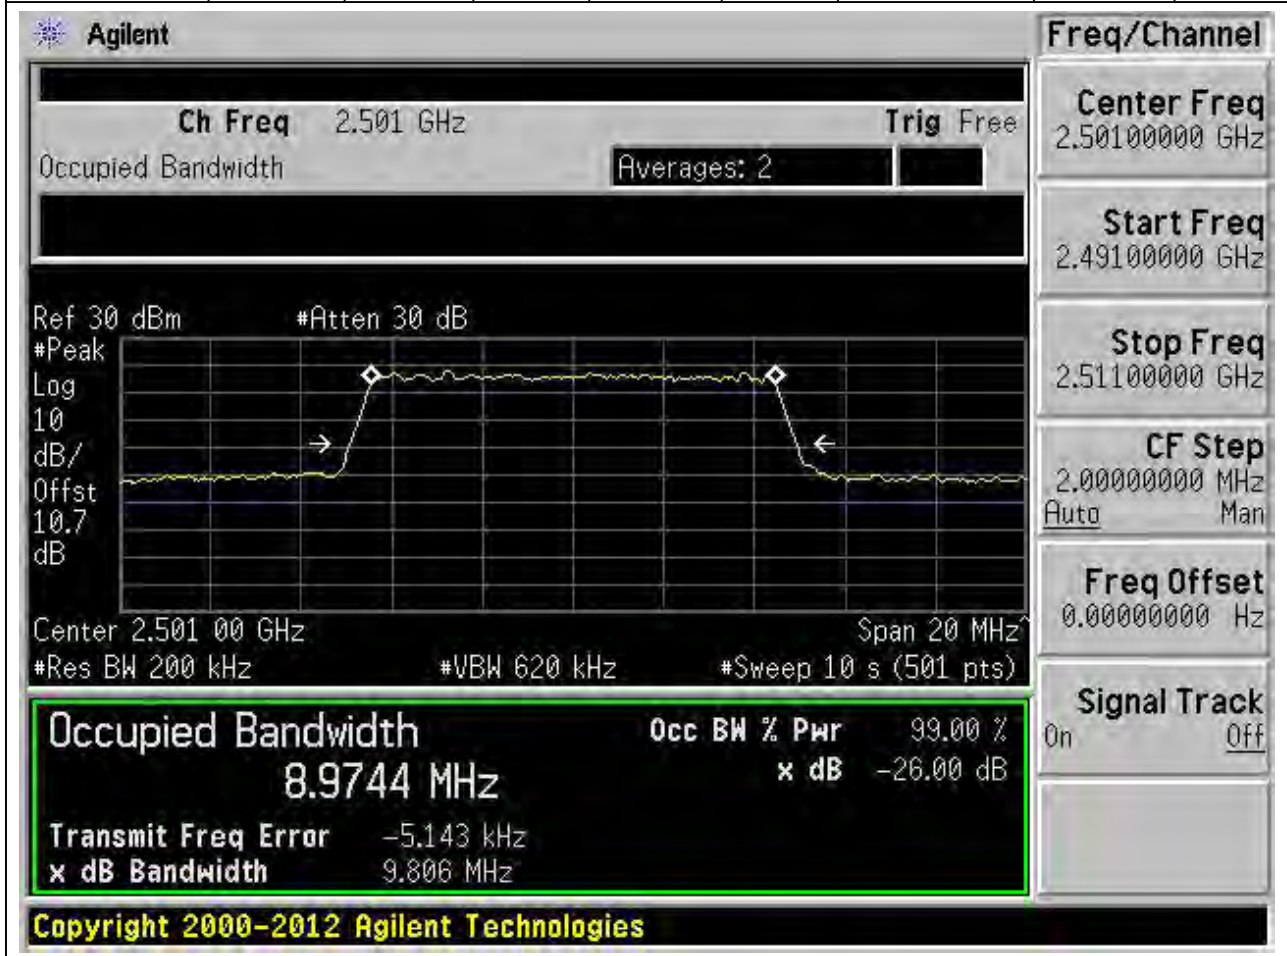 Agilent
Freq/Channel
Ch Freq 2.501 GHz Trig Free
Occupied Bandwidth Averages: 2
Center Freq
2.50100000 GHz
Start Freq
2.49100000 GHz
Stop Freq
2.51100000 GHz
CF Step
2.00000000 MHz
Auto Man
Freq Offset
0.00000000 Hz
Signal Track
On Off
Ref 30 dBm #Atten 30 dB
#Peak
Log
10
dB/
Offst
10.7
dB
Center 2.501 00 GHz Span 20 MHz^
#Res BW 200 kHz #VBW 620 kHz #Sweep 10 s (501 pts)
Occupied Bandwidth Occ BW % Pwr 99.00 %
8.9744 MHz x dB -26.00 dB
Transmit Freq Error -5.143 kHz
x dB Bandwidth 9.806 MHz
Copyright 2000-2012 Agilent Technologies